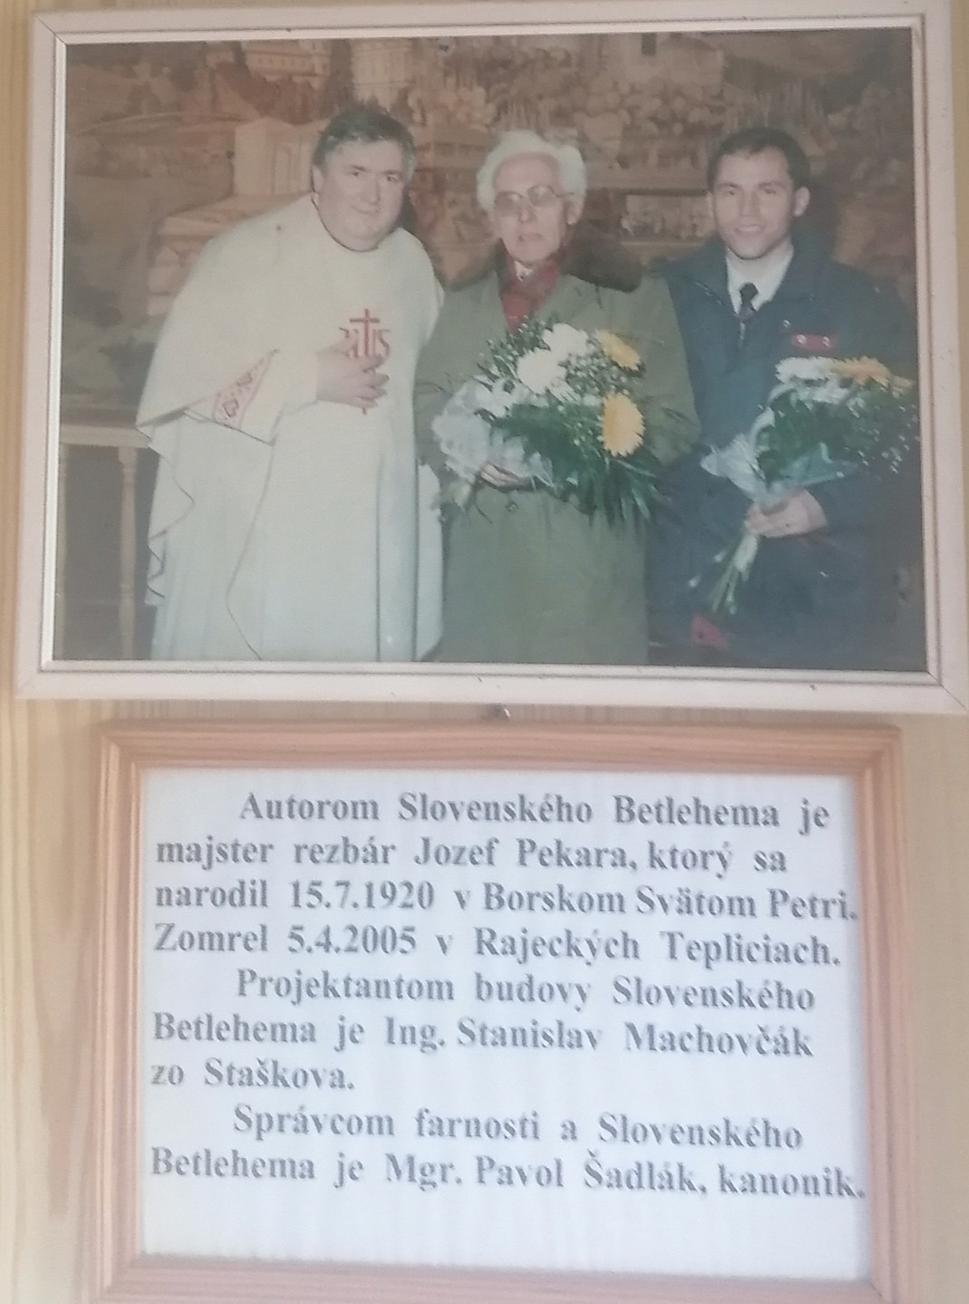 Autorom Slovenského Betlehema je
majster rezbár Jozef Pekara, ktorý sa
narodil 15.7.1920 v Borskom Svätom Petri.
Zomrel 5.4.2005 v Rajeckých Tepliciach.
Projektantom budovy Slovenského
Betlehema je Ing. Stanislav Machovčák
zo Staškova.
Správcom farnosti a Slovenského
Betlehema je Mgr. Pavol Šadlák, kanonik.